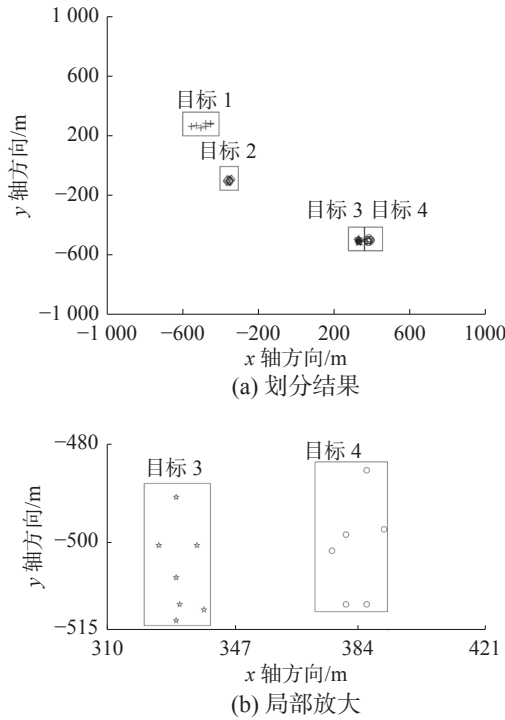 1 000
600
200
−200
−600
−1 000
y 轴方向/m
目标 1
目标 2
目标 3 目标 4
−1 000 −600 −200 200 600 1000
x 轴方向/m
(a) 划分结果
−480
−500
−515
y 轴方向/m
目标 3
目标 4
310 347 384 421
x 轴方向/m
(b) 局部放大